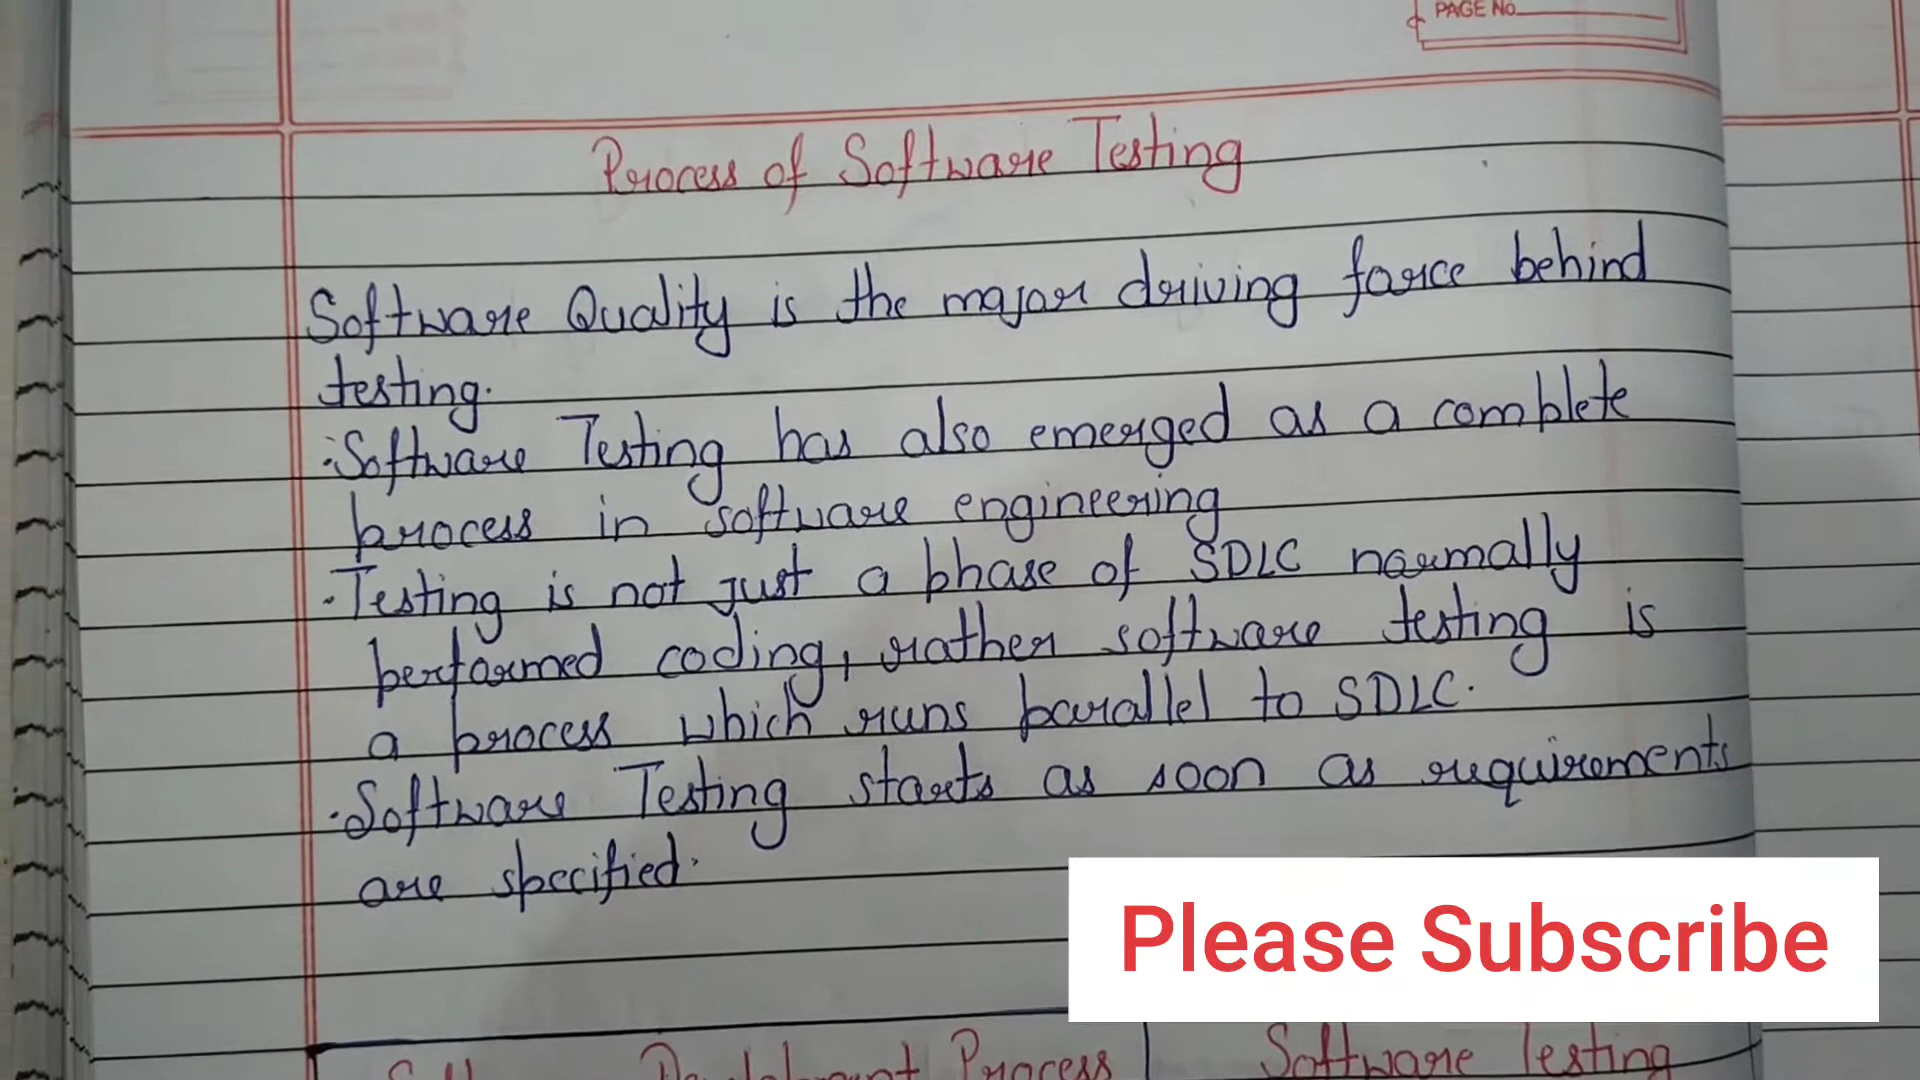 PAGE No.
Process of Software Testing
Software Quality is the major driving force behind
testing.
Software Testing has also emerged as a complete
process in software engineering
Testing is not just a phase of SDLC normally
performed coding, rather software testing is
a process which runs parallel to SDLC.
Software Testing starts as soon as requirements
are specified.
Please Subscribe
Development Process Software Testing